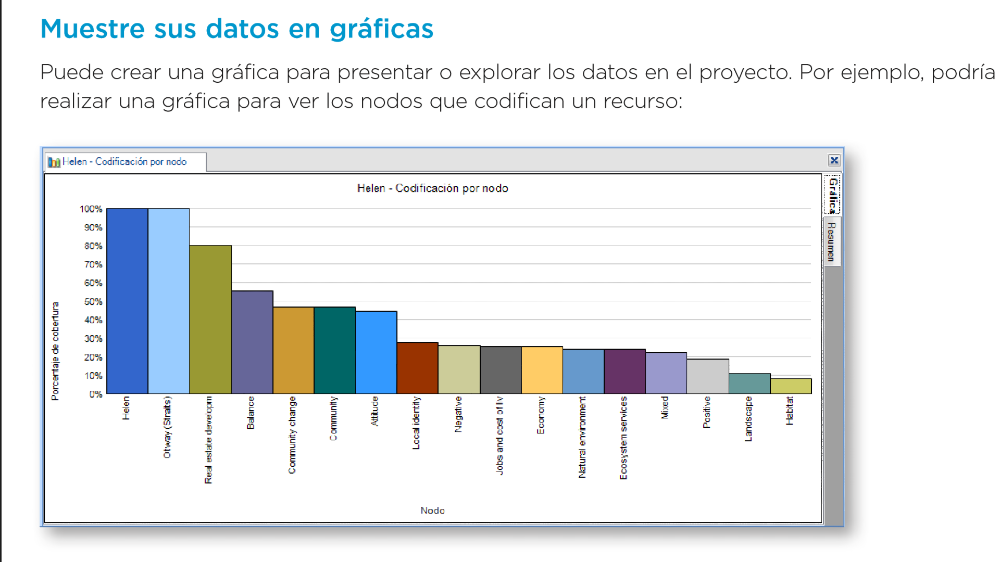 Muestre sus datos en gráficas
Puede crear una gráfica para presentar o explorar los datos en el proyecto. Por ejemplo, podría
realizar una gráfica para ver los nodos que codifican un recurso:
Helen - Codificación por nodo
Helen - Codificación por nodo
Gráfica
Resumen
Porcentaje de cobertura
100%
90%
80%
70%
60%
50%
40%
30%
20%
10%
0%
Helen
Otway (Straits)
Real estate developm
Balance
Community change
Community
Attitude
Local identity
Negative
Jobs and cost of liv
Economy
Natural environment
Ecosystem services
Mixed
Positive
Landscape
Habitat
Nodo